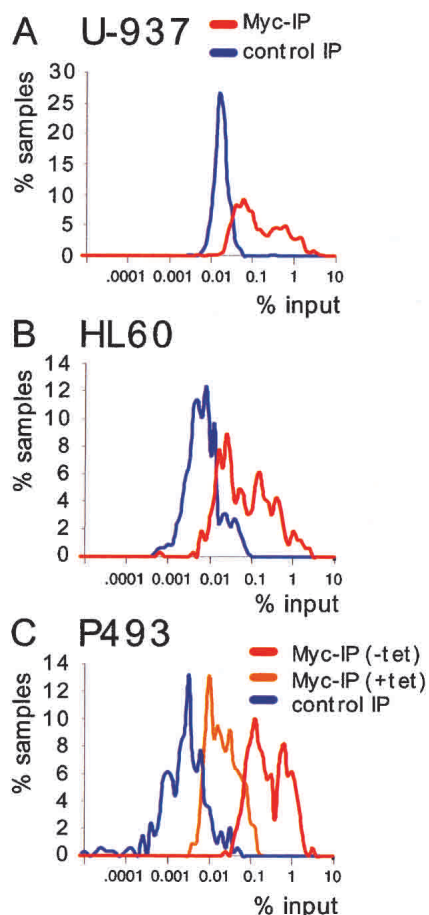 A U-937
Myc-IP
control IP
% samples
30
25
20
15
10
5
0
.0001 0.001 0.01 0.1 1 10
% input
B HL60
% samples
14
12
10
8
6
4
2
0
.0001 0.001 0.01 0.1 1 10
% input
C P493
Myc-IP (-tet)
Myc-IP (+tet)
control IP
% samples
14
12
10
8
6
4
2
0
.0001 0.001 0.01 0.1 1 10
% input